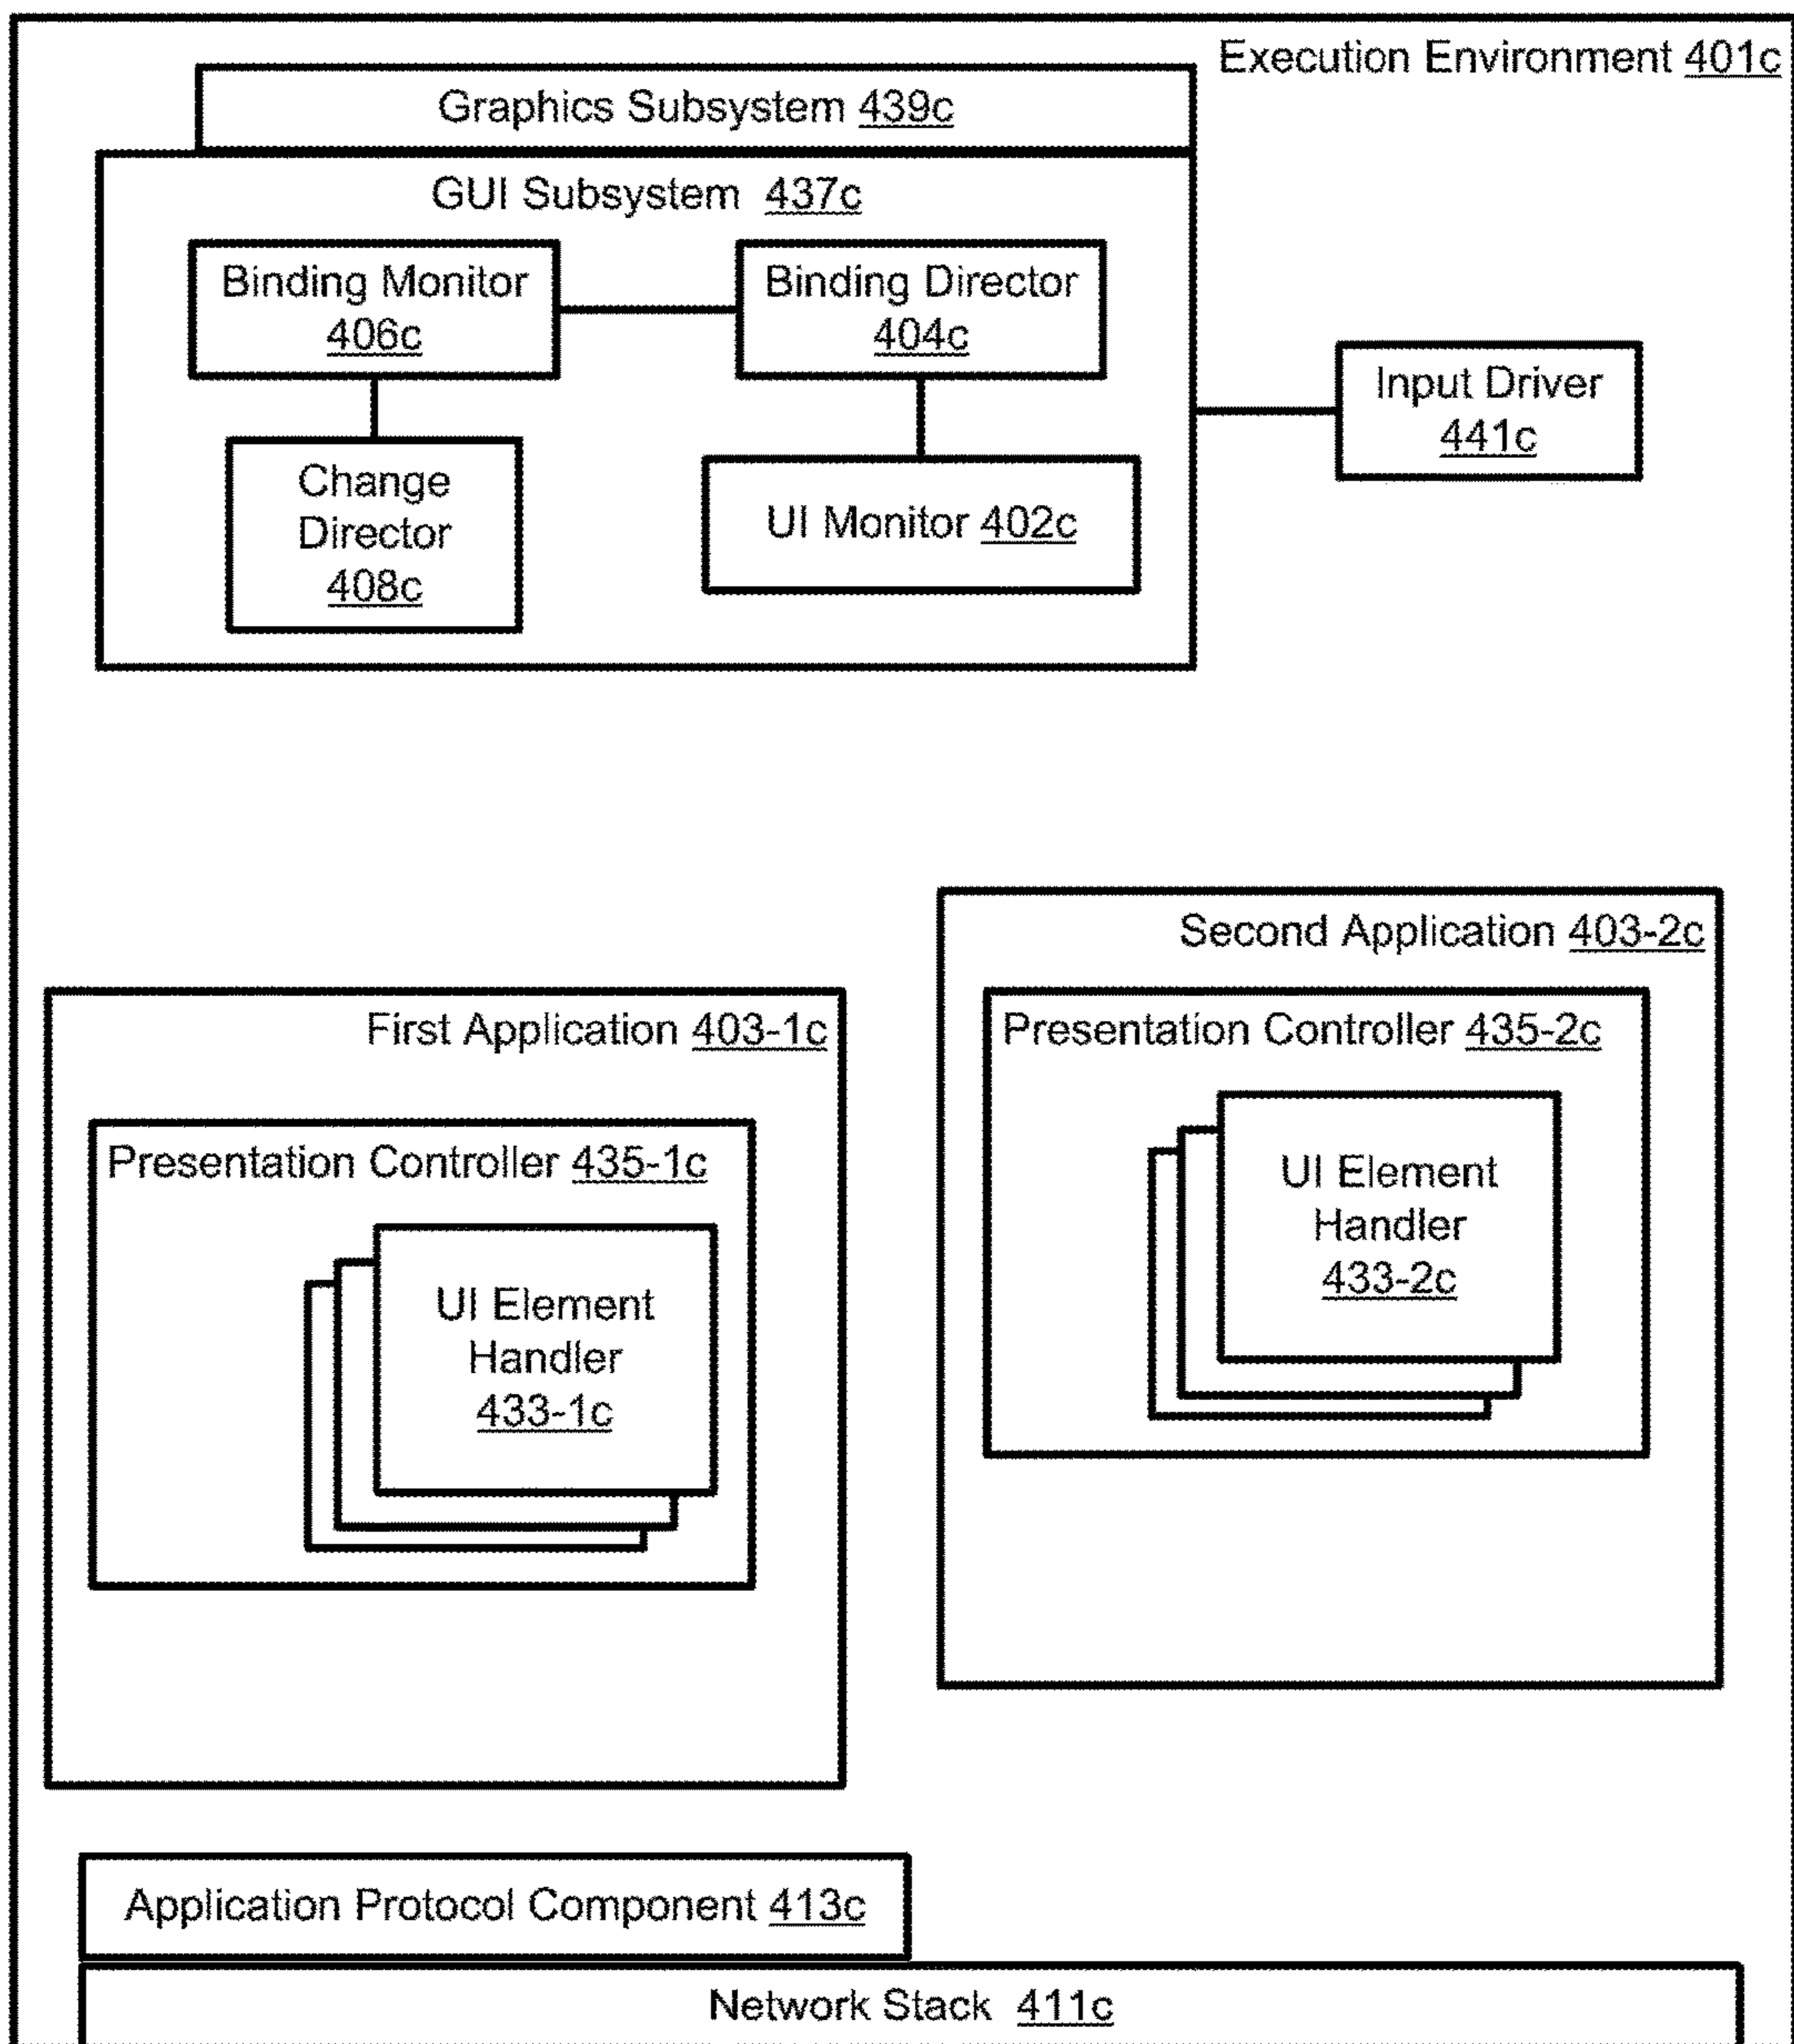 Execution Environment 401c
Graphics Subsystem 439c
GUI Subsystem 437c
Binding Monitor
406c
Binding Director
404c
Input Driver
441c
Change
Director
408c
UI Monitor 402c
Second Application 403-2c
First Application 403-1c
Presentation Controller 435-2c
Presentation Controller 435-1c
UI Element
Handler
433-2c
UI Element
Handler
433-1c
Application Protocol Component 413c
Network Stack 411c